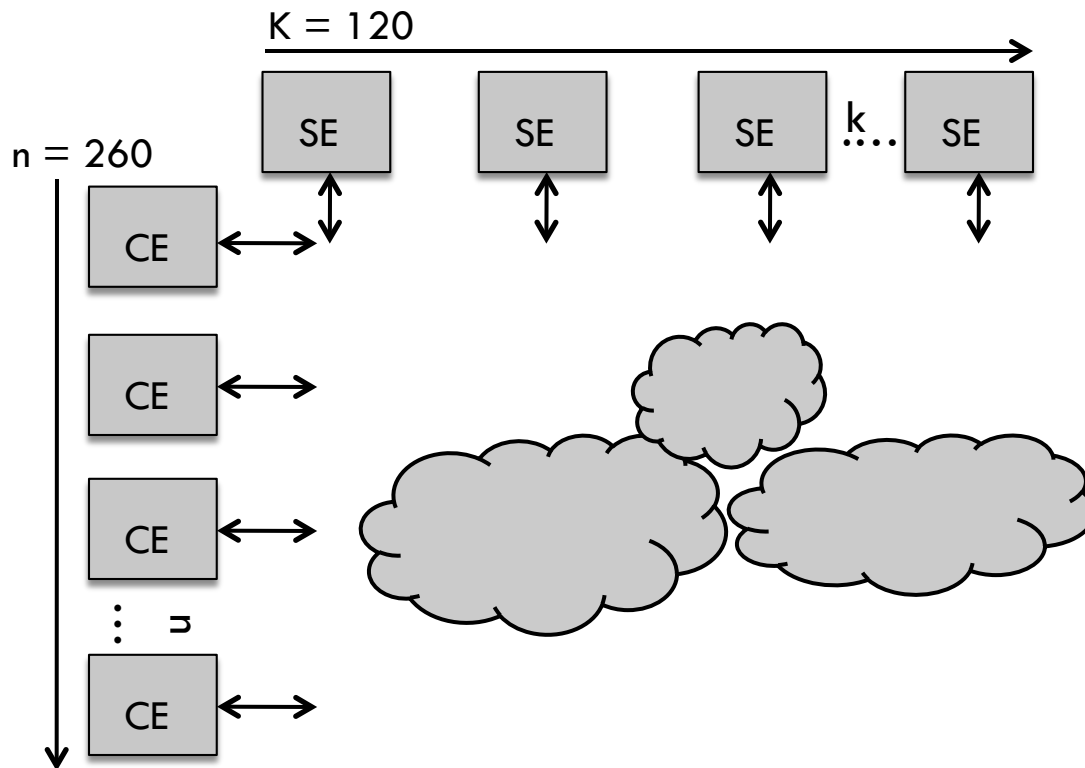 K = 120
SE SE SE k SE
....
n = 260
CE
CE
CE
.... n
CE